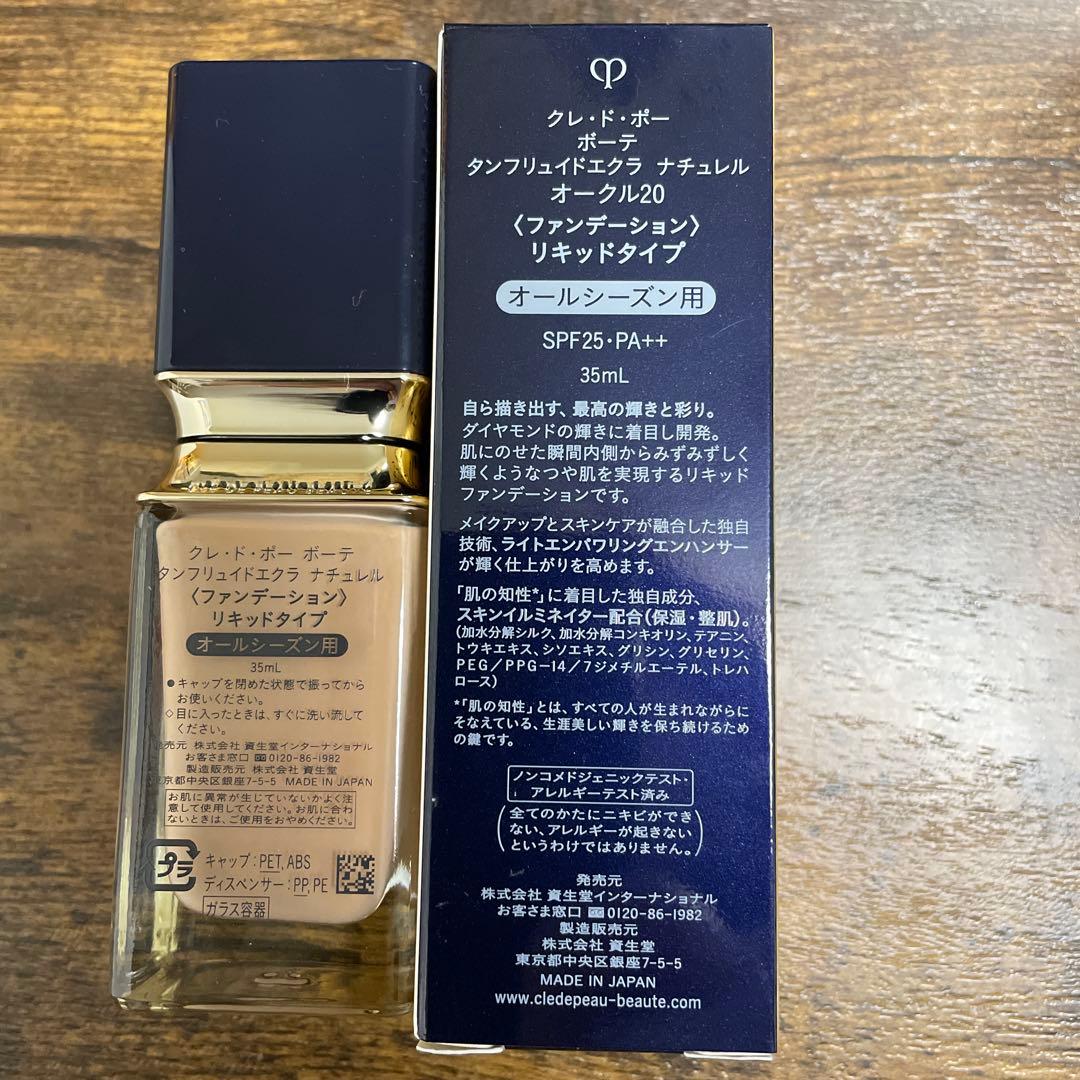 クレ・ド・ポー ボーテ
タンフリュイドエクラ ナチュレル
〈ファンデーション〉
リキッドタイプ
オールシーズン用
35mL
●キャップを閉めた状態で振ってから
お使いください。
◇目に入ったときは、すぐに洗い流して
ください。
発売元 株式会社 資生堂インターナショナル
お客さま窓口 0120-86-1982
製造販売元 株式会社 資生堂
東京都中央区銀座7-5-5 MADE IN JAPAN
お肌に異常が生じていないかよく注
意して使用してください。お肌に合わ
ないときは、ご使用をおやめください。
プラ
キャップ:PET, ABS
ディスペンサー:PP, PE
ガラス容器
クレ・ド・ポー
ボーテ
タンフリュイドエクラ ナチュレル
オークル20
〈ファンデーション〉
リキッドタイプ
オールシーズン用
SPF25・PA++
35mL
自ら描き出す、最高の輝きと彩り。
ダイヤモンドの輝きに着目し開発。
肌にのせた瞬間内側からみずみずしく
輝くようなつや肌を実現するリキッド
ファンデーションです。
メイクアップとスキンケアが融合した独自
技術、ライトエンパワリングエンハンサー
が輝く仕上がりを高めます。
「肌の知性*」に着目した独自成分、
スキンイルミネイター配合(保湿・整肌)。
(加水分解シルク、加水分解コンキオリン、テアニン、
トウキエキス、シソエキス、グリシン、グリセリン、
PEG/PPG-14/7ジメチルエーテル、トレハ
ロース)
*「肌の知性」とは、すべての人が生まれながらに
そなえている、生涯美しい輝きを保ち続けるため
の鍵です。
ノンコメドジェニックテスト・
アレルギーテスト済み
(全てのかたにニキビができ
ない、アレルギーが起きない
というわけではありません。)
発売元
株式会社 資生堂インターナショナル
お客さま窓口 0120-86-1982
製造販売元
株式会社 資生堂
東京都中央区銀座7-5-5
MADE IN JAPAN
www.cledepeau-beaute.com